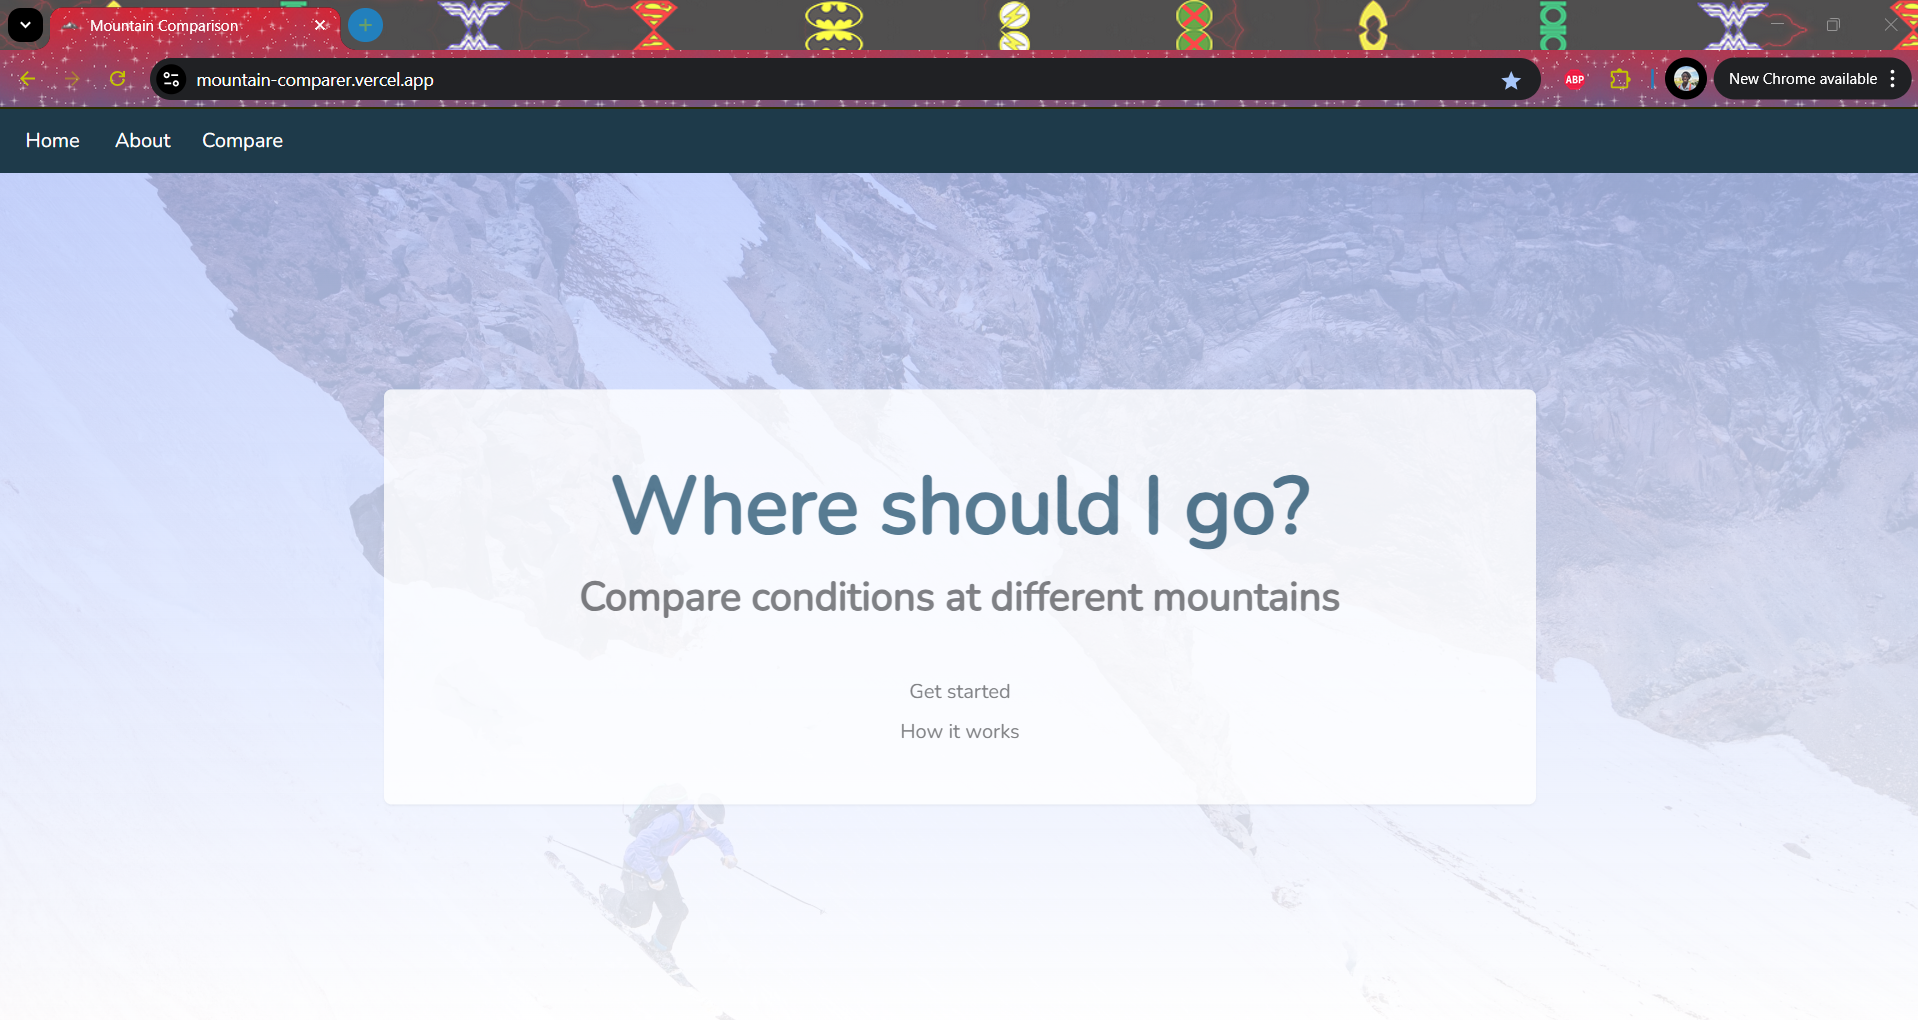 Mountain Comparison
mountain-comparer.vercel.app
ABP
New Chrome available
Home About Compare
Where should I go?
Compare conditions at different mountains
Get started
How it works